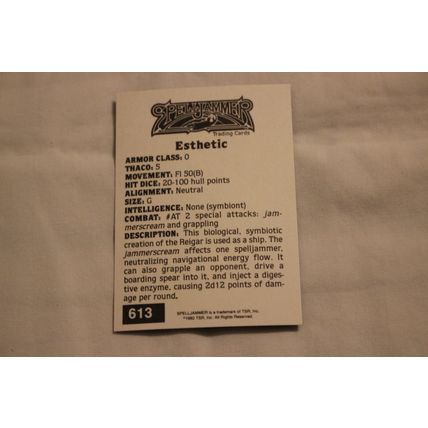 SPELLJAMMER
Trading Cards
Esthetic
ARMOR CLASS: 0
THACO: 5
MOVEMENT: Fl 50(B)
HIT DICE: 20-100 hull points
ALIGNMENT: Neutral
SIZE: G
INTELLIGENCE: None (symbiont)
COMBAT: #AT 2 special attacks: jam-
merscream and grappling
DESCRIPTION: This biological, symbiotic
creation of the Reigar is used as a ship. The
jammerscream affects one spelljammer,
neutralizing navigational energy flow. It
can also grapple an opponent, drive a
boarding spear into it, and inject a diges-
tive enzyme, causing 2d12 points of dam-
age per round.
613
SPELLJAMMER is a trademark of TSR, Inc.
TSR, Inc. All Rights Reserved.